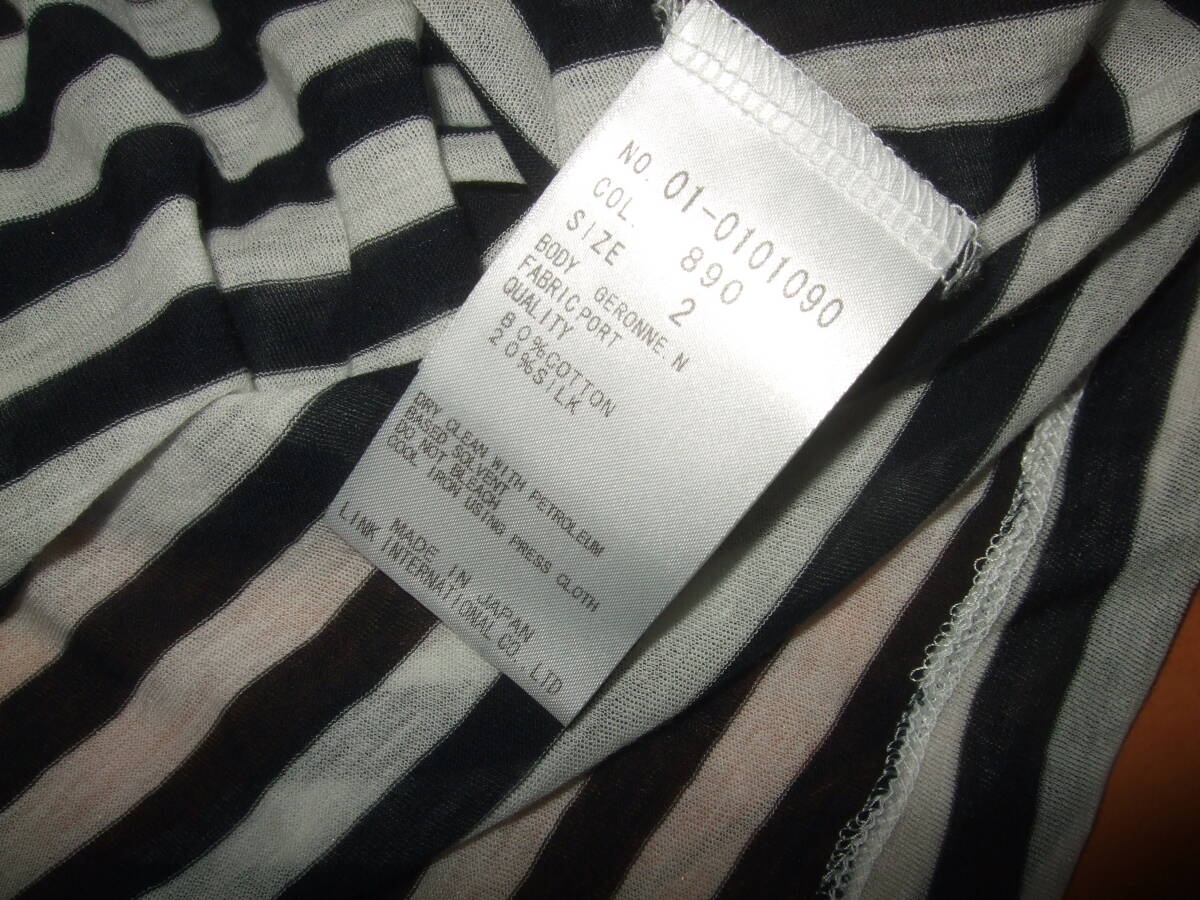 NO. 01-0101090
COL. 890
SIZE 2
BODY GERONNE.N
FABRIC PORT
QUALITY
80%COTTON
20%SILK
DRY CLEAN WITH PETROLEUM
BASED SOLVENT
DO NOT BLEACH
COOL IRON USING PRESS CLOTH
MADE IN JAPAN
LINK INTERNATIONAL CO.,LTD